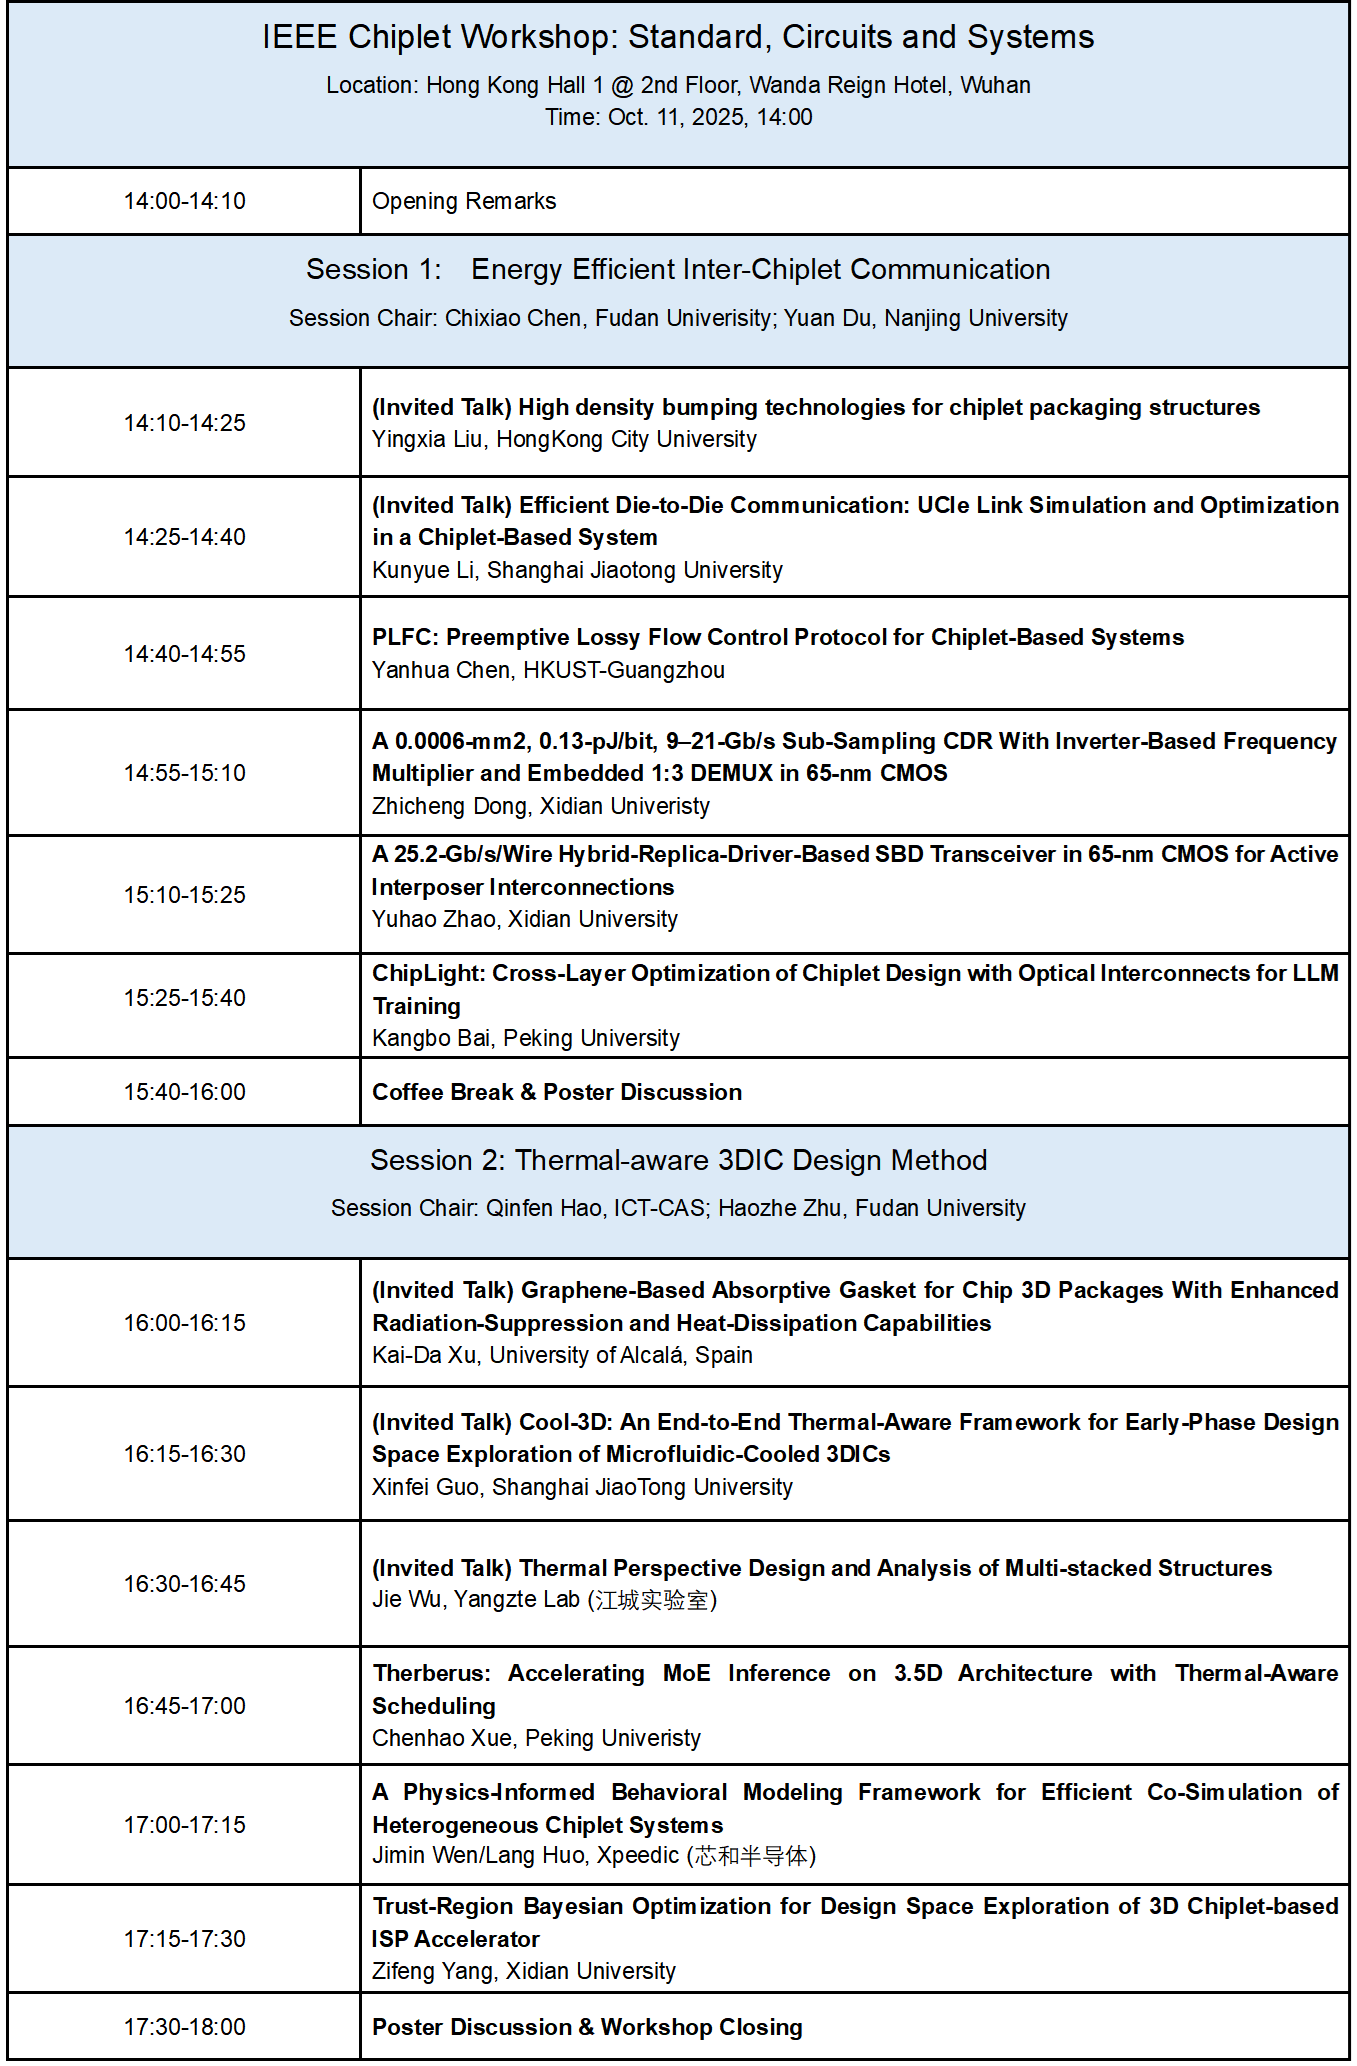 IEEE Chiplet Workshop: Standard, Circuits and Systems
Location: Hong Kong Hall 1 @ 2nd Floor, Wanda Reign Hotel, Wuhan
Time: Oct. 11, 2025, 14:00
14:00-14:10
Opening Remarks
Session 1: Energy Efficient Inter-Chiplet Communication
Session Chair: Chixiao Chen, Fudan Univerisity; Yuan Du, Nanjing University
14:10-14:25
(Invited Talk) High density bumping technologies for chiplet packaging structures
Yingxia Liu, HongKong City University
14:25-14:40
(Invited Talk) Efficient Die-to-Die Communication: UCIe Link Simulation and Optimization
in a Chiplet-Based System
Kunyue Li, Shanghai Jiaotong University
14:40-14:55
PLFC: Preemptive Lossy Flow Control Protocol for Chiplet-Based Systems
Yanhua Chen, HKUST-Guangzhou
14:55-15:10
A 0.0006-mm2, 0.13-pJ/bit, 9–21-Gb/s Sub-Sampling CDR With Inverter-Based Frequency
Multiplier and Embedded 1:3 DEMUX in 65-nm CMOS
Zhicheng Dong, Xidian Univeristy
15:10-15:25
A 25.2-Gb/s/Wire Hybrid-Replica-Driver-Based SBD Transceiver in 65-nm CMOS for Active
Interposer Interconnections
Yuhao Zhao, Xidian University
15:25-15:40
ChipLight: Cross-Layer Optimization of Chiplet Design with Optical Interconnects for LLM
Training
Kangbo Bai, Peking University
15:40-16:00
Coffee Break & Poster Discussion
Session 2: Thermal-aware 3DIC Design Method
Session Chair: Qinfen Hao, ICT-CAS; Haozhe Zhu, Fudan University
16:00-16:15
(Invited Talk) Graphene-Based Absorptive Gasket for Chip 3D Packages With Enhanced
Radiation-Suppression and Heat-Dissipation Capabilities
Kai-Da Xu, University of Alcalá, Spain
16:15-16:30
(Invited Talk) Cool-3D: An End-to-End Thermal-Aware Framework for Early-Phase Design
Space Exploration of Microfluidic-Cooled 3DICs
Xinfei Guo, Shanghai JiaoTong University
16:30-16:45
(Invited Talk) Thermal Perspective Design and Analysis of Multi-stacked Structures
Jie Wu, Yangzte Lab (江城实验室)
16:45-17:00
Therberus: Accelerating MoE Inference on 3.5D Architecture with Thermal-Aware
Scheduling
Chenhao Xue, Peking Univeristy
17:00-17:15
A Physics-Informed Behavioral Modeling Framework for Efficient Co-Simulation of
Heterogeneous Chiplet Systems
Jimin Wen/Lang Huo, Xpeedic (芯和半导体)
17:15-17:30
Trust-Region Bayesian Optimization for Design Space Exploration of 3D Chiplet-based
ISP Accelerator
Zifeng Yang, Xidian University
17:30-18:00
Poster Discussion & Workshop Closing